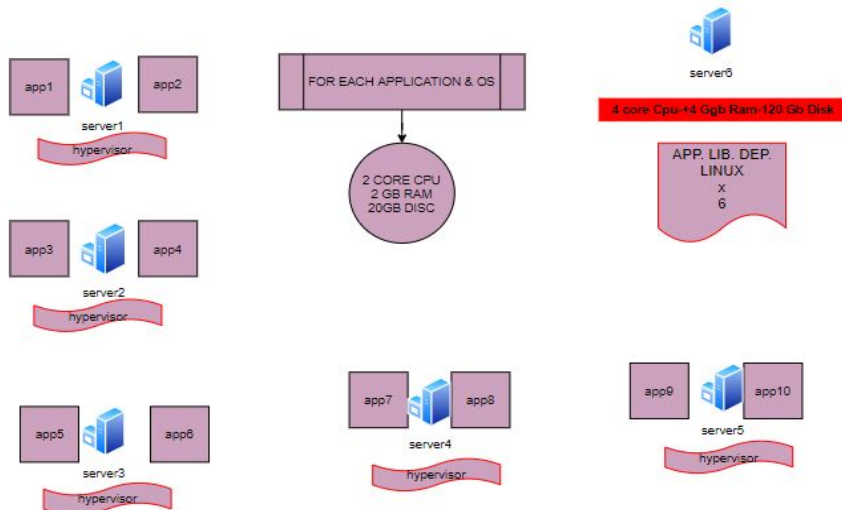 app1
app2
server1
hypervisor
FOR EACH APPLICATION & OS
2 CORE CPU
2 GB RAM
20GB DISC
server6
4 core Cpu-+4 Ggb Ram-120 Gb Disk
APP. LIB. DEP.
LINUX
x
6
app3
app4
server2
hypervisor
app5
app6
server3
hypervisor
app7
app8
server4
hypervisor
app9
app10
server5
hypervisor